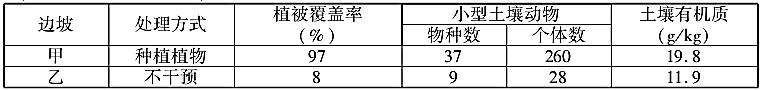 边坡 处理方式 植被覆盖率(%) 小型土壤动物 土壤有机质(g/kg)
物种数 个体数
甲 种植植物 97 37 260 19.8
乙 不干预 8 9 28 11.9